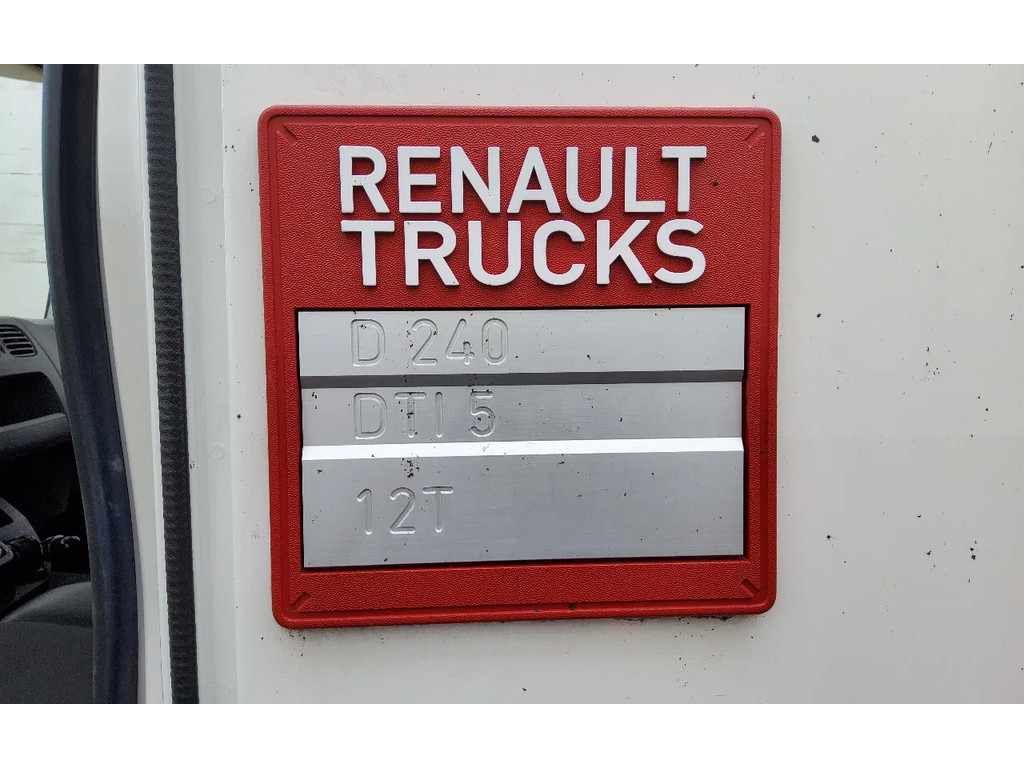 RENAULT
TRUCKS
D 240
DTI 5
12T